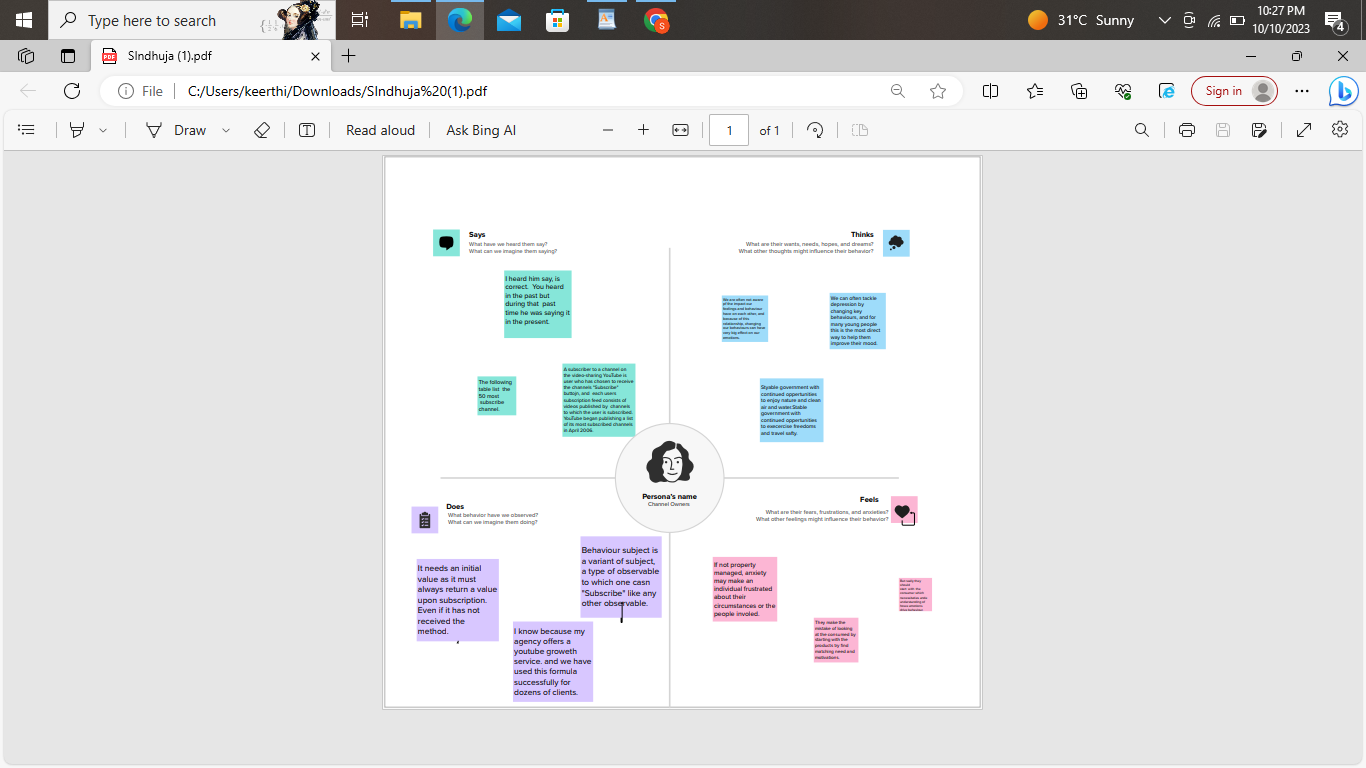 Type here to search
31°C Sunny
10:27 PM
10/10/2023
4
SIndhuja (1).pdf
File
C:/Users/keerthi/Downloads/SIndhuja%20(1).pdf
Sign in
Draw
Read aloud
Ask Bing AI
1
of 1
Says
What have we heard them say?
What can we imagine them saying?
I heard him say, is
correct. You heard
in the past but
during that past
time he was saying it
in the present.
The following
table list the
50 most
subscribe
channel.
A subscriber to a channel on
the video-sharing YouTube is
user who has chosen to receive
the channels "Subscribe"
button, and each users
subscription feed consists of
videos published by channels
to which the user is subscribed.
YouTube began publishing a list
of its most subscribed channels
in April 2006.
Thinks
What are their wants, needs, hopes, and dreams?
What other thoughts might influence their behavior?
We are often not aware
of the impact our
feelings and behaviour
have on each other, and
because of this
relationship, changing
our behaviours can have
very big effect on our
emotions.
We can often tackle
depression by
changing key
behaviours, and for
many young people
this is the most direct
way to help them
improve their mood.
Styable government with
continued opportunities
to enjoy nature and clean
air and water.Stable
government with
continued opportunities
to execercise freedoms
and travel safty.
Persona's name
Channel Owners
Does
What behavior have we observed?
What can we imagine them doing?
It needs an initial
value as it must
always return a value
upon subscription.
Even if it has not
received the
method.
Behaviour subject is
a variant of subject,
a type of observable
to which one casn
"Subscribe" like any
other observable.
I know because my
agency offers a
youtube groweth
service. and we have
used this formula
successfully for
dozens of clients.
Feels
What are their fears, frustrations, and anxieties?
What other feelings might influence their behavior?
If not property
managed, anxiety
may make an
individual frustrated
about their
circumstances or the
people involed.
They make the
mistake of looking
at the consumed by
starting with the
products by find
matching need and
motivations.